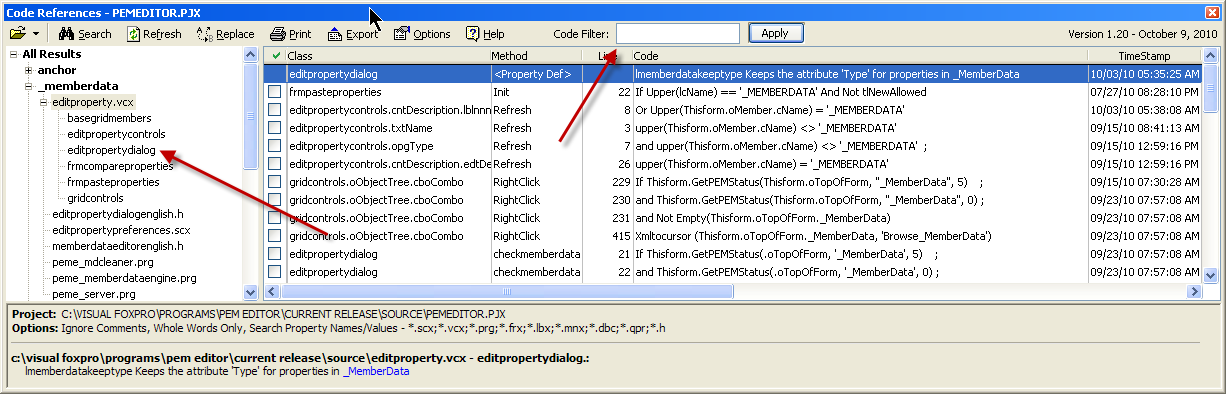 Code References - PEMEDITOR.PJX
Search Refresh Replace Print Export Options Help Code Filter: Apply Version 1.20 - October 9, 2010
All Results
anchor
_memberdata
editproperty.vcx
basegridmembers
editpropertycontrols
editpropertydialog
frmcompareproperties
frmpasteproperties
gridcontrols
editpropertydialogenglish.h
editpropertypreferences.scx
memberdataeditorenglish.h
peme_mdcleaner.prg
peme_memberdataengine.prg
peme_server.prg
Class Method Li Code TimeStamp
editpropertydialog <Property Def> lmemberdatakeeptype Keeps the attribute 'Type' for properties in _MemberData 10/03/10 05:35:25 AM
frmpasteproperties Init 22 If Upper(lcName) == '_MEMBERDATA' And Not tlNewAllowed 07/27/10 08:28:10 PM
editpropertycontrols.cntDescription.lblnnn Refresh 8 Or Upper(Thisform.oMember.cName) = '_MEMBERDATA' 10/03/10 05:38:08 AM
editpropertycontrols.txtName Refresh 3 upper(Thisform.oMember.cName) <> '_MEMBERDATA' 09/15/10 08:41:13 AM
editpropertycontrols.opgType Refresh 7 and upper(Thisform.oMember.cName) <> '_MEMBERDATA' ; 09/15/10 12:59:16 PM
editpropertycontrols.cntDescription.edtDe Refresh 26 upper(Thisform.oMember.cName) = '_MEMBERDATA' 09/15/10 12:59:16 PM
gridcontrols.oObjectTree.cboCombo RightClick 229 If Thisform.GetPEMStatus(Thisform.oTopOfForm, "_MemberData", 5) ; 09/15/10 07:30:28 AM
gridcontrols.oObjectTree.cboCombo RightClick 230 and Thisform.GetPEMStatus(Thisform.oTopOfForm, "_MemberData", 0) ; 09/23/10 07:57:08 AM
gridcontrols.oObjectTree.cboCombo RightClick 231 and Not Empty(Thisform.oTopOfForm._MemberData) 09/23/10 07:57:08 AM
gridcontrols.oObjectTree.cboCombo RightClick 415 Xmltocursor (Thisform.oTopOfForm._MemberData, 'Browse_MemberData') 09/23/10 07:57:08 AM
editpropertydialog checkmemberdata 21 If Thisform.GetPEMStatus(.oTopOfForm, '_MemberData', 5) ; 09/23/10 07:57:08 AM
editpropertydialog checkmemberdata 22 and Thisform.GetPEMStatus(.oTopOfForm, '_MemberData', 0) ; 09/23/10 07:57:08 AM
Project: C:\VISUAL FOXPRO\PROGRAMS\PEM EDITOR\CURRENT RELEASE\SOURCE\PEMEDITOR.PJX
Options: Ignore Comments, Whole Words Only, Search Property Names/Values - *.scx;*.vcx;*.prg;*.frx;*.lbx;*.mnx;*.dbc;*.qpr;*.h
c:\visual foxpro\programs\pem editor\current release\source\editproperty.vcx - editpropertydialog.:
lmemberdatakeeptype Keeps the attribute 'Type' for properties in _MemberData